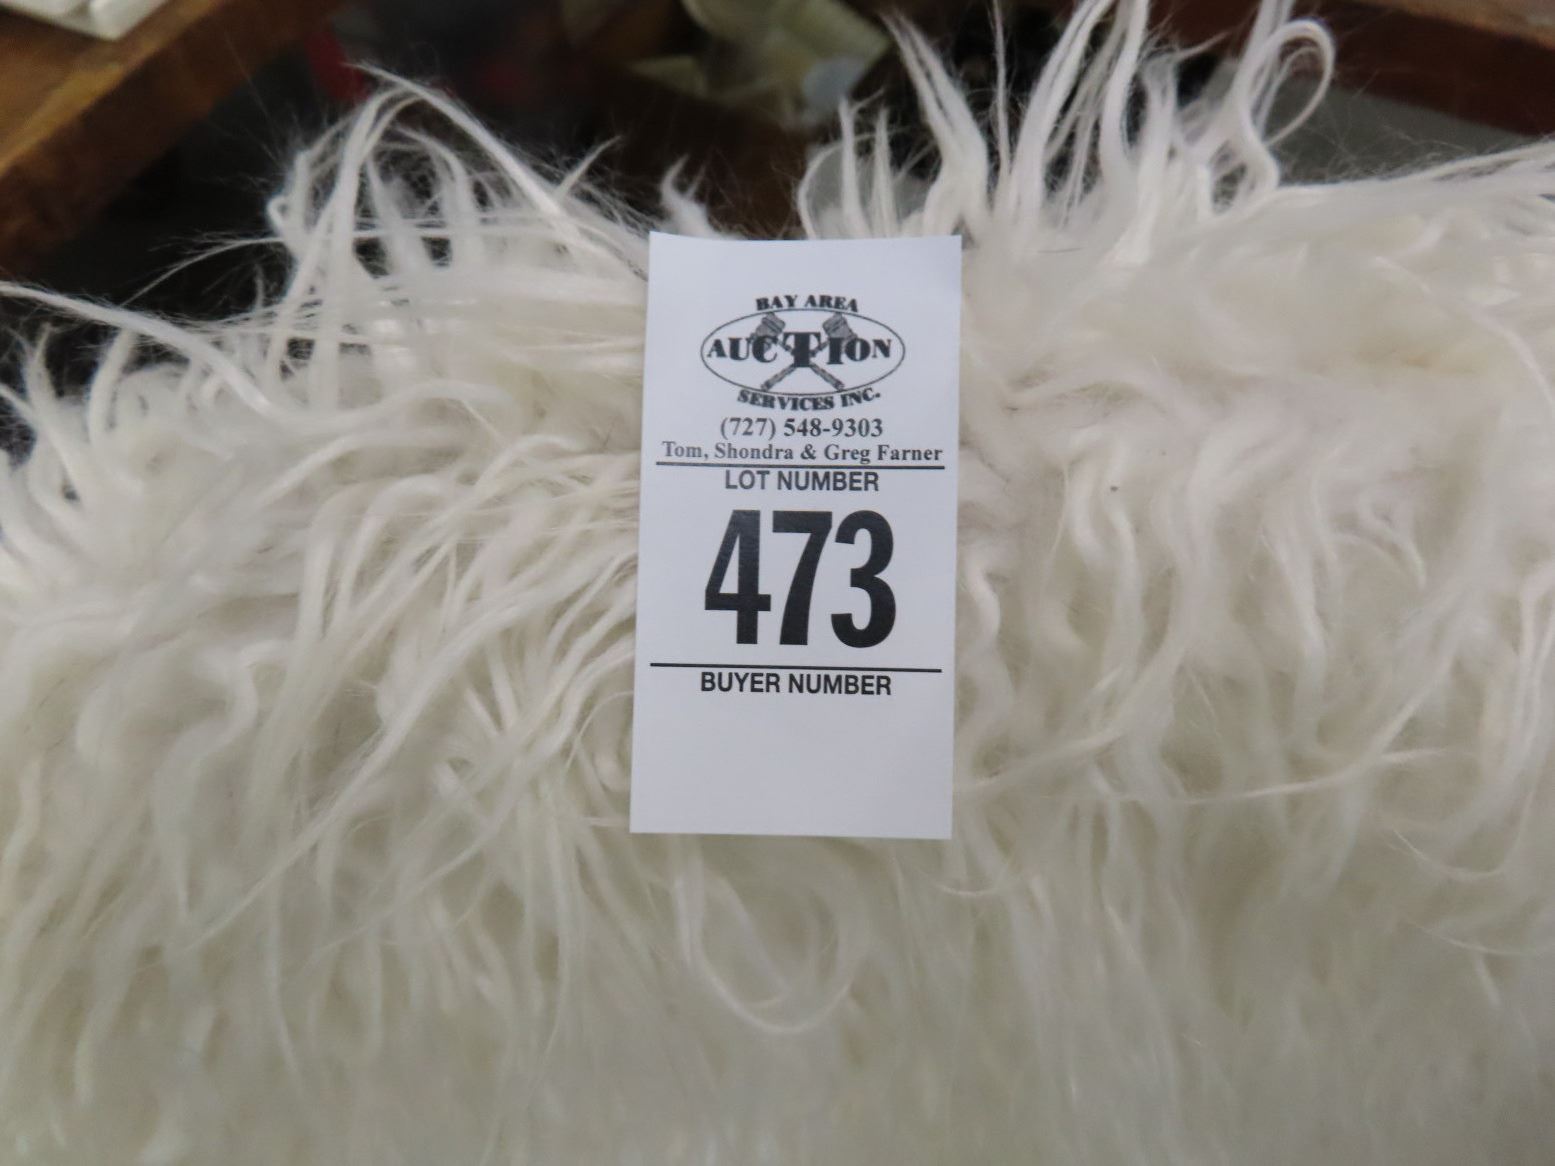 BAY AREA
AUCTION
SERVICES INC.
(727) 548-9303
Tom, Shondra & Greg Farner
LOT NUMBER
473
BUYER NUMBER